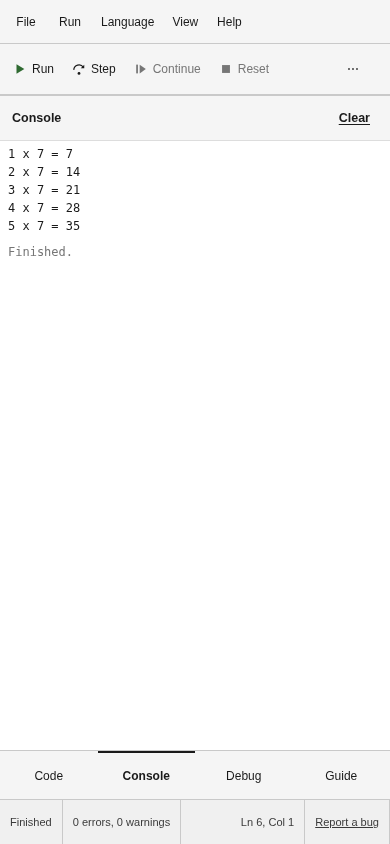 File Run Language View Help
Run Step Continue Reset ...
Console Clear
1 x 7 = 7
2 x 7 = 14
3 x 7 = 21
4 x 7 = 28
5 x 7 = 35
Finished.
Code Console Debug Guide
Finished 0 errors, 0 warnings Ln 6, Col 1 Report a bug